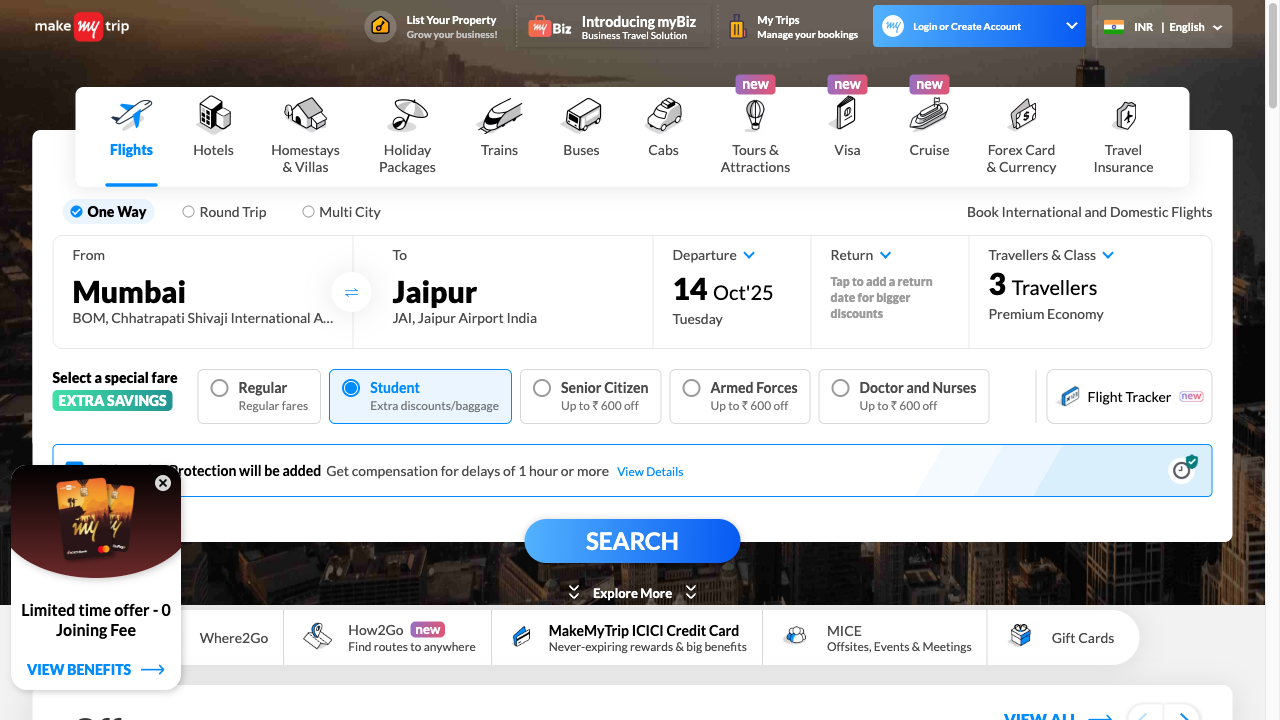 make my trip
List Your Property
Grow your business!
my Biz
Introducing myBiz
Business Travel Solution
My Trips
Manage your bookings
my
Login or Create Account
INR | English
new
new
new
Flights
Hotels
Homestays
& Villas
Holiday
Packages
Trains
Buses
Cabs
Tours &
Attractions
Visa
Cruise
Forex Card
& Currency
Travel
Insurance
One Way
Round Trip
Multi City
Book International and Domestic Flights
From
Mumbai
BOM, Chhatrapati Shivaji International A...
To
Jaipur
JAI, Jaipur Airport India
Departure
14 Oct'25
Tuesday
Return
Tap to add a return
date for bigger
discounts
Travellers & Class
3 Travellers
Premium Economy
Select a special fare
EXTRA SAVINGS
Regular
Regular fares
Student
Extra discounts/baggage
Senior Citizen
Up to ₹ 600 off
Armed Forces
Up to ₹ 600 off
Doctor and Nurses
Up to ₹ 600 off
Flight Tracker new
Protection will be added Get compensation for delays of 1 hour or more View Details
SEARCH
Explore More
my
Limited time offer - 0
Joining Fee
VIEW BENEFITS
Where2Go
How2Go new
Find routes to anywhere
MakeMyTrip ICICI Credit Card
Never-expiring rewards & big benefits
MICE
Offsites, Events & Meetings
Gift Cards
VIEW ALL